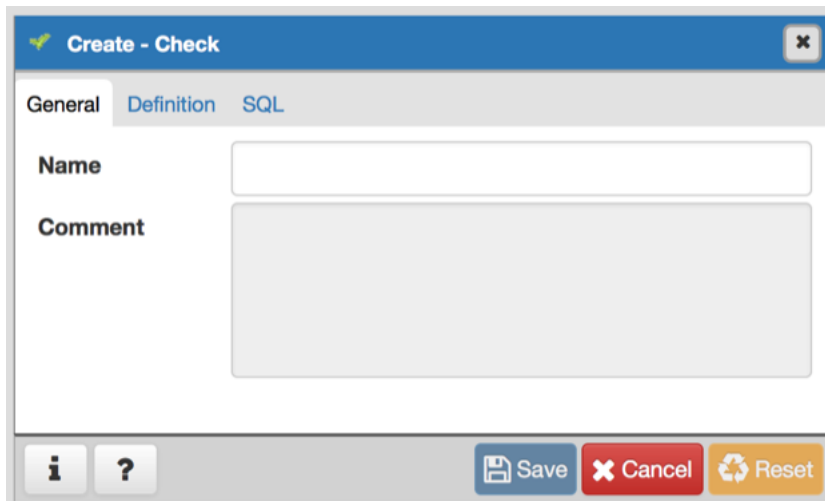 Create - Check
General Definition SQL
Name
Comment
i ? Save Cancel Reset